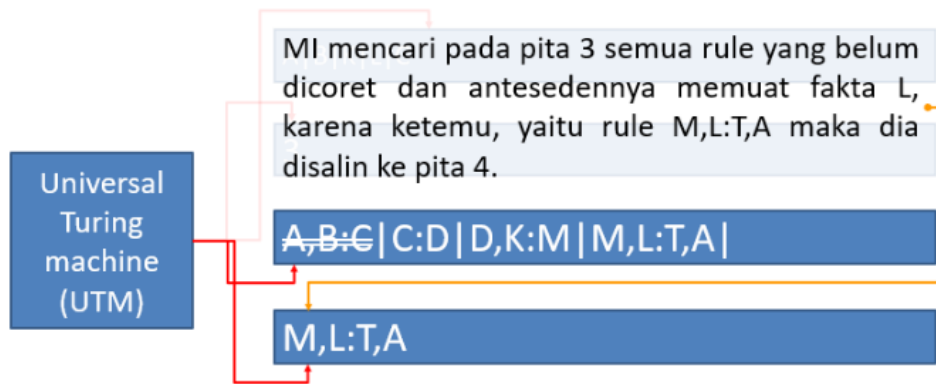 MI mencari pada pita 3 semua rule yang belum
dicoret dan antesedennya memuat fakta L,
karena ketemu, yaitu rule M,L:T,A maka dia
disalin ke pita 4.
Universal
Turing
machine
(UTM)
A,B:C|C:D|D,K:M|M,L:T,A|
M,L:T,A